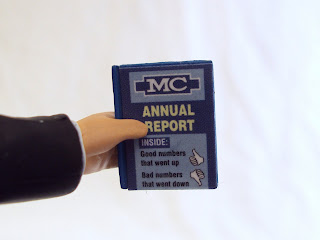 MC
ANNUAL
REPORT
INSIDE:
Good numbers
that went up
Bad numbers
that went down